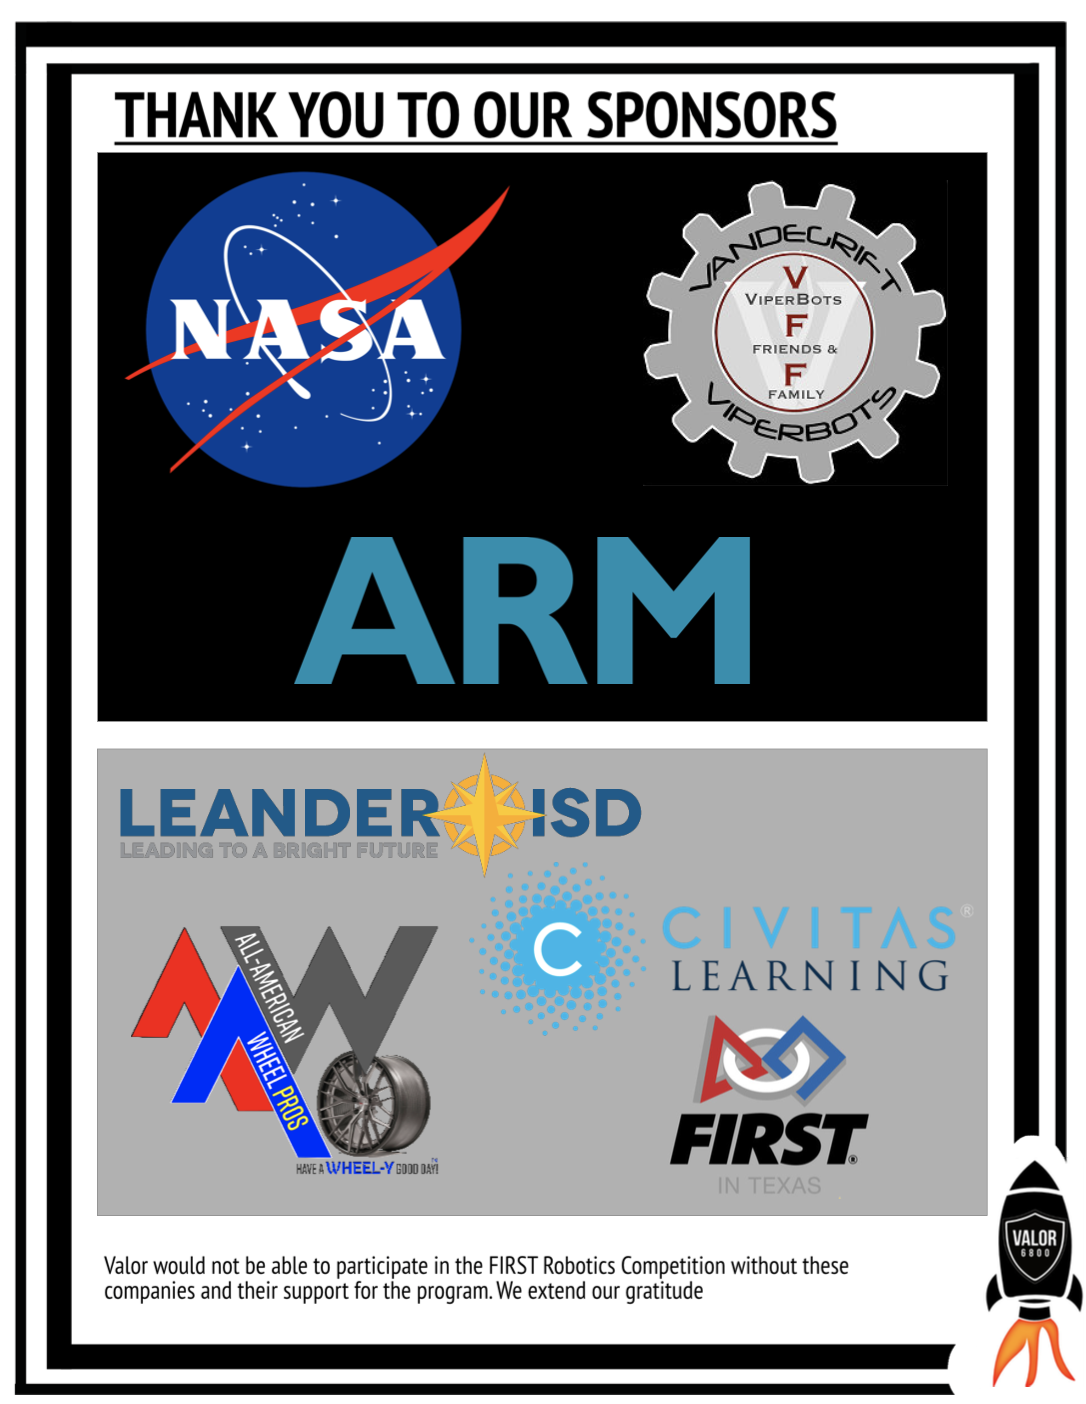 THANK YOU TO OUR SPONSORS
NASA
VANDEGRIFT
V
VIPERBOTS
F
FRIENDS &
F
FAMILY
VIPERBOTS
ARM
LEANDER ISD
LEADING TO A BRIGHT FUTURE
C
CIVITAS®
LEARNING
ALL-AMERICAN
WHEEL PROS
HAVE A WHEEL-Y GOOD DAY!™
FIRST®
IN TEXAS
Valor would not be able to participate in the FIRST Robotics Competition without these
companies and their support for the program. We extend our gratitude
VALOR
6800